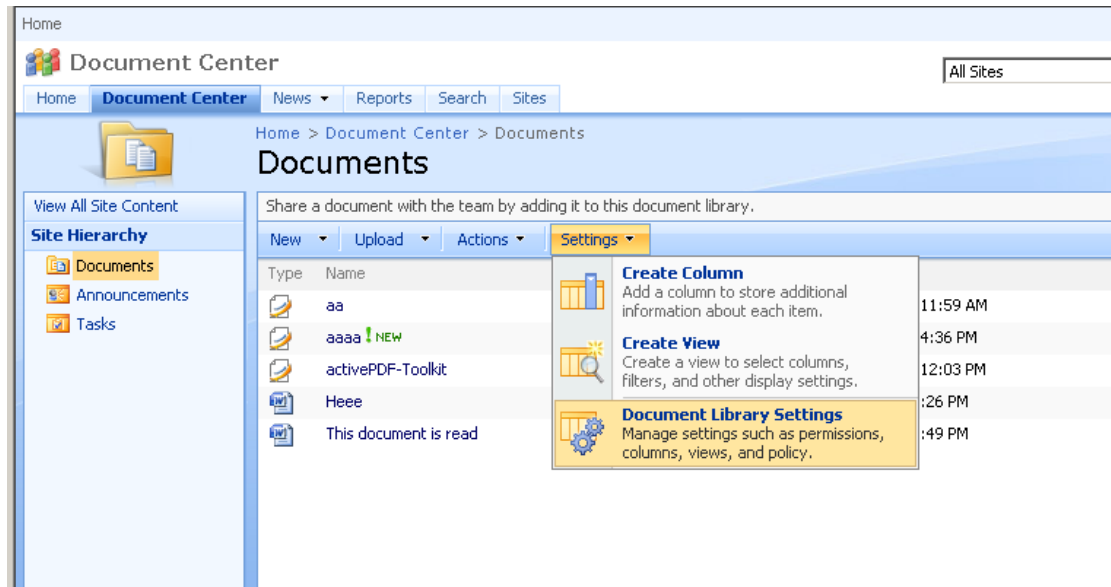 Home
Document Center
All Sites
Home Document Center News Reports Search Sites
Home > Document Center > Documents
Documents
View All Site Content
Share a document with the team by adding it to this document library.
Site Hierarchy
New Upload Actions Settings
Documents
Announcements
Tasks
Type Name
aa 11:59 AM
aaaa ! NEW 4:36 PM
activePDF-Toolkit 12:03 PM
Heee :26 PM
This document is read :49 PM
Create Column
Add a column to store additional
information about each item.
Create View
Create a view to select columns,
filters, and other display settings.
Document Library Settings
Manage settings such as permissions,
columns, views, and policy.